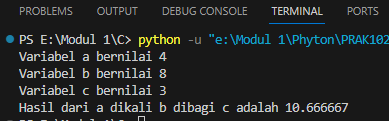 PROBLEMS
OUTPUT
DEBUG CONSOLE
TERMINAL
PORTS
PS E:\Modul 1\C> python -u "e:\Modul 1\Phyton\PRAK102
Variabel a bernilai 4
Variabel b bernilai 8
Variabel c bernilai 3
Hasil dari a dikali b dibagi c adalah 10.666667